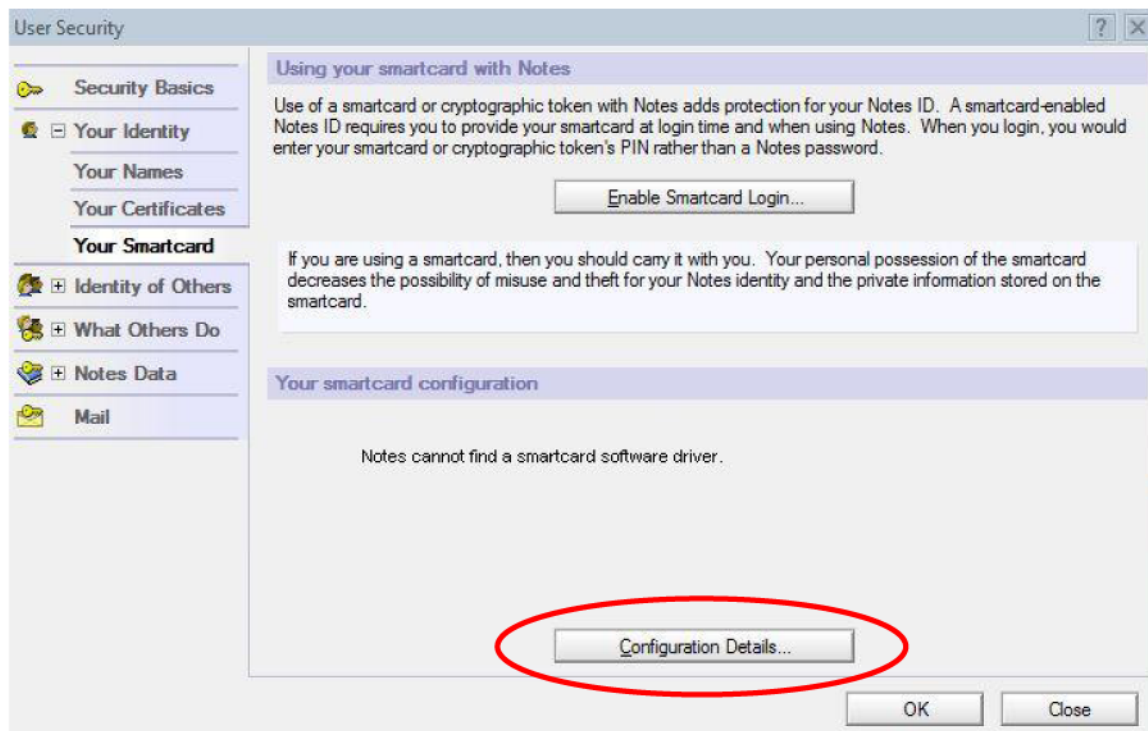 User Security
Security Basics
Your Identity
Your Names
Your Certificates
Your Smartcard
Identity of Others
What Others Do
Notes Data
Mail
Using your smartcard with Notes
Use of a smartcard or cryptographic token with Notes adds protection for your Notes ID. A smartcard-enabled
Notes ID requires you to provide your smartcard at login time and when using Notes. When you login, you would
enter your smartcard or cryptographic token's PIN rather than a Notes password.
Enable Smartcard Login...
If you are using a smartcard, then you should carry it with you. Your personal possession of the smartcard
decreases the possibility of misuse and theft for your Notes identity and the private information stored on the
smartcard.
Your smartcard configuration
Notes cannot find a smartcard software driver.
Configuration Details...
OK
Close